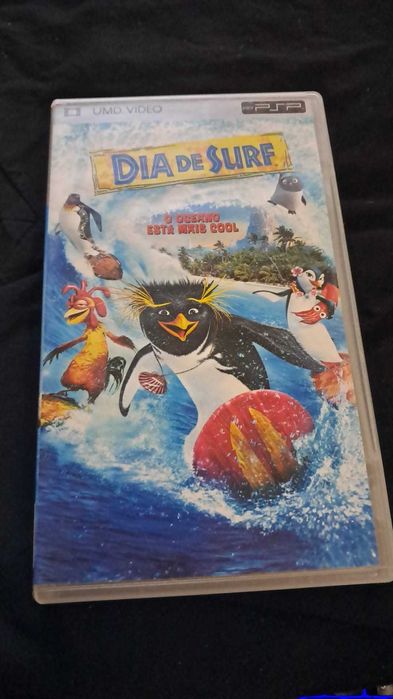 UMD VIDEO
PSP
DIA DE SURF
O OCEANO
ESTÁ MAIS COOL